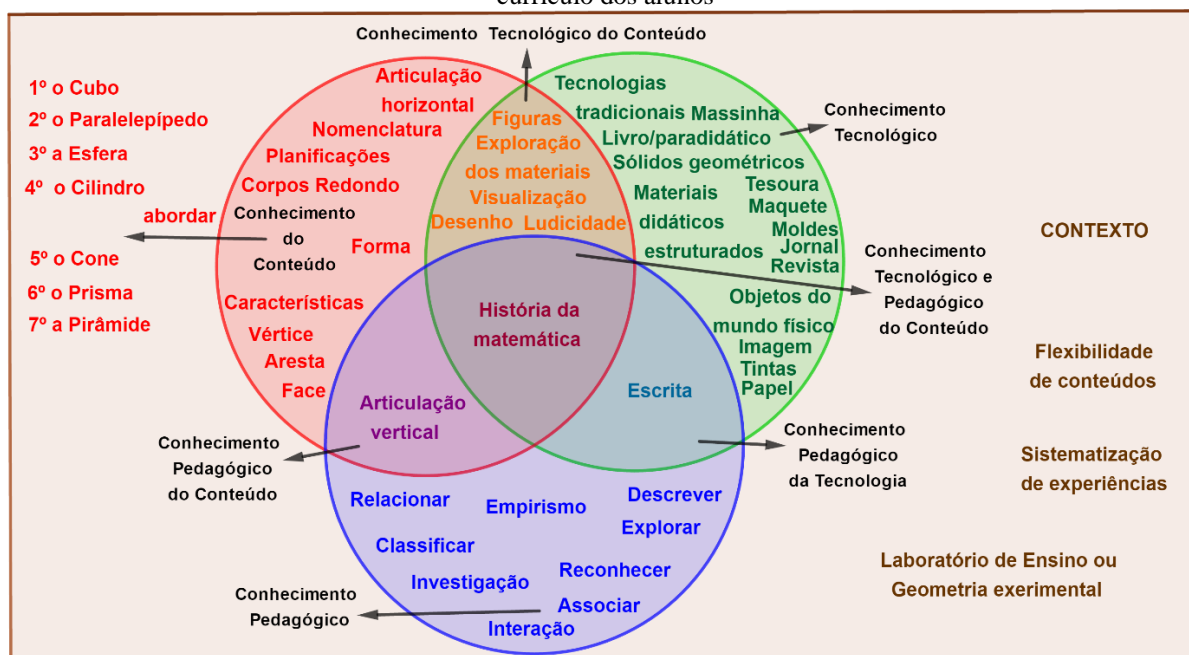 currículo dos alunos
Conhecimento Tecnológico do Conteúdo
1º o Cubo
2º o Paralelepípedo
3º a Esfera
4º o Cilindro
abordar
5º o Cone
6º o Prisma
7º a Pirâmide
Articulação
horizontal
Nomenclatura
Planificações
Corpos Redondo
Conhecimento
do
Conteúdo
Forma
Características
Vértice
Aresta
Face
Figuras
Exploração
dos materiais
Visualização
Desenho Ludicidade
Tecnologias
tradicionais Massinha
Livro/paradidático
Sólidos geométricos
Materiais
didáticos
estruturados
Tesoura
Maquete
Moldes
Jornal
Revista
Objetos do
mundo físico
Imagem
Tintas
Papel
Conhecimento
Tecnológico
Conhecimento
Tecnológico e
Pedagógico
do Conteúdo
História da
matemática
Articulação
vertical
Escrita
Conhecimento
Pedagógico
do Conteúdo
Conhecimento
Pedagógico
da Tecnologia
Relacionar
Empirismo
Descrever
Explorar
Classificar
Investigação
Reconhecer
Associar
Interação
Conhecimento
Pedagógico
CONTEXTO
Flexibilidade
de conteúdos
Sistematização
de experiências
Laboratório de Ensino ou
Geometria exerimental